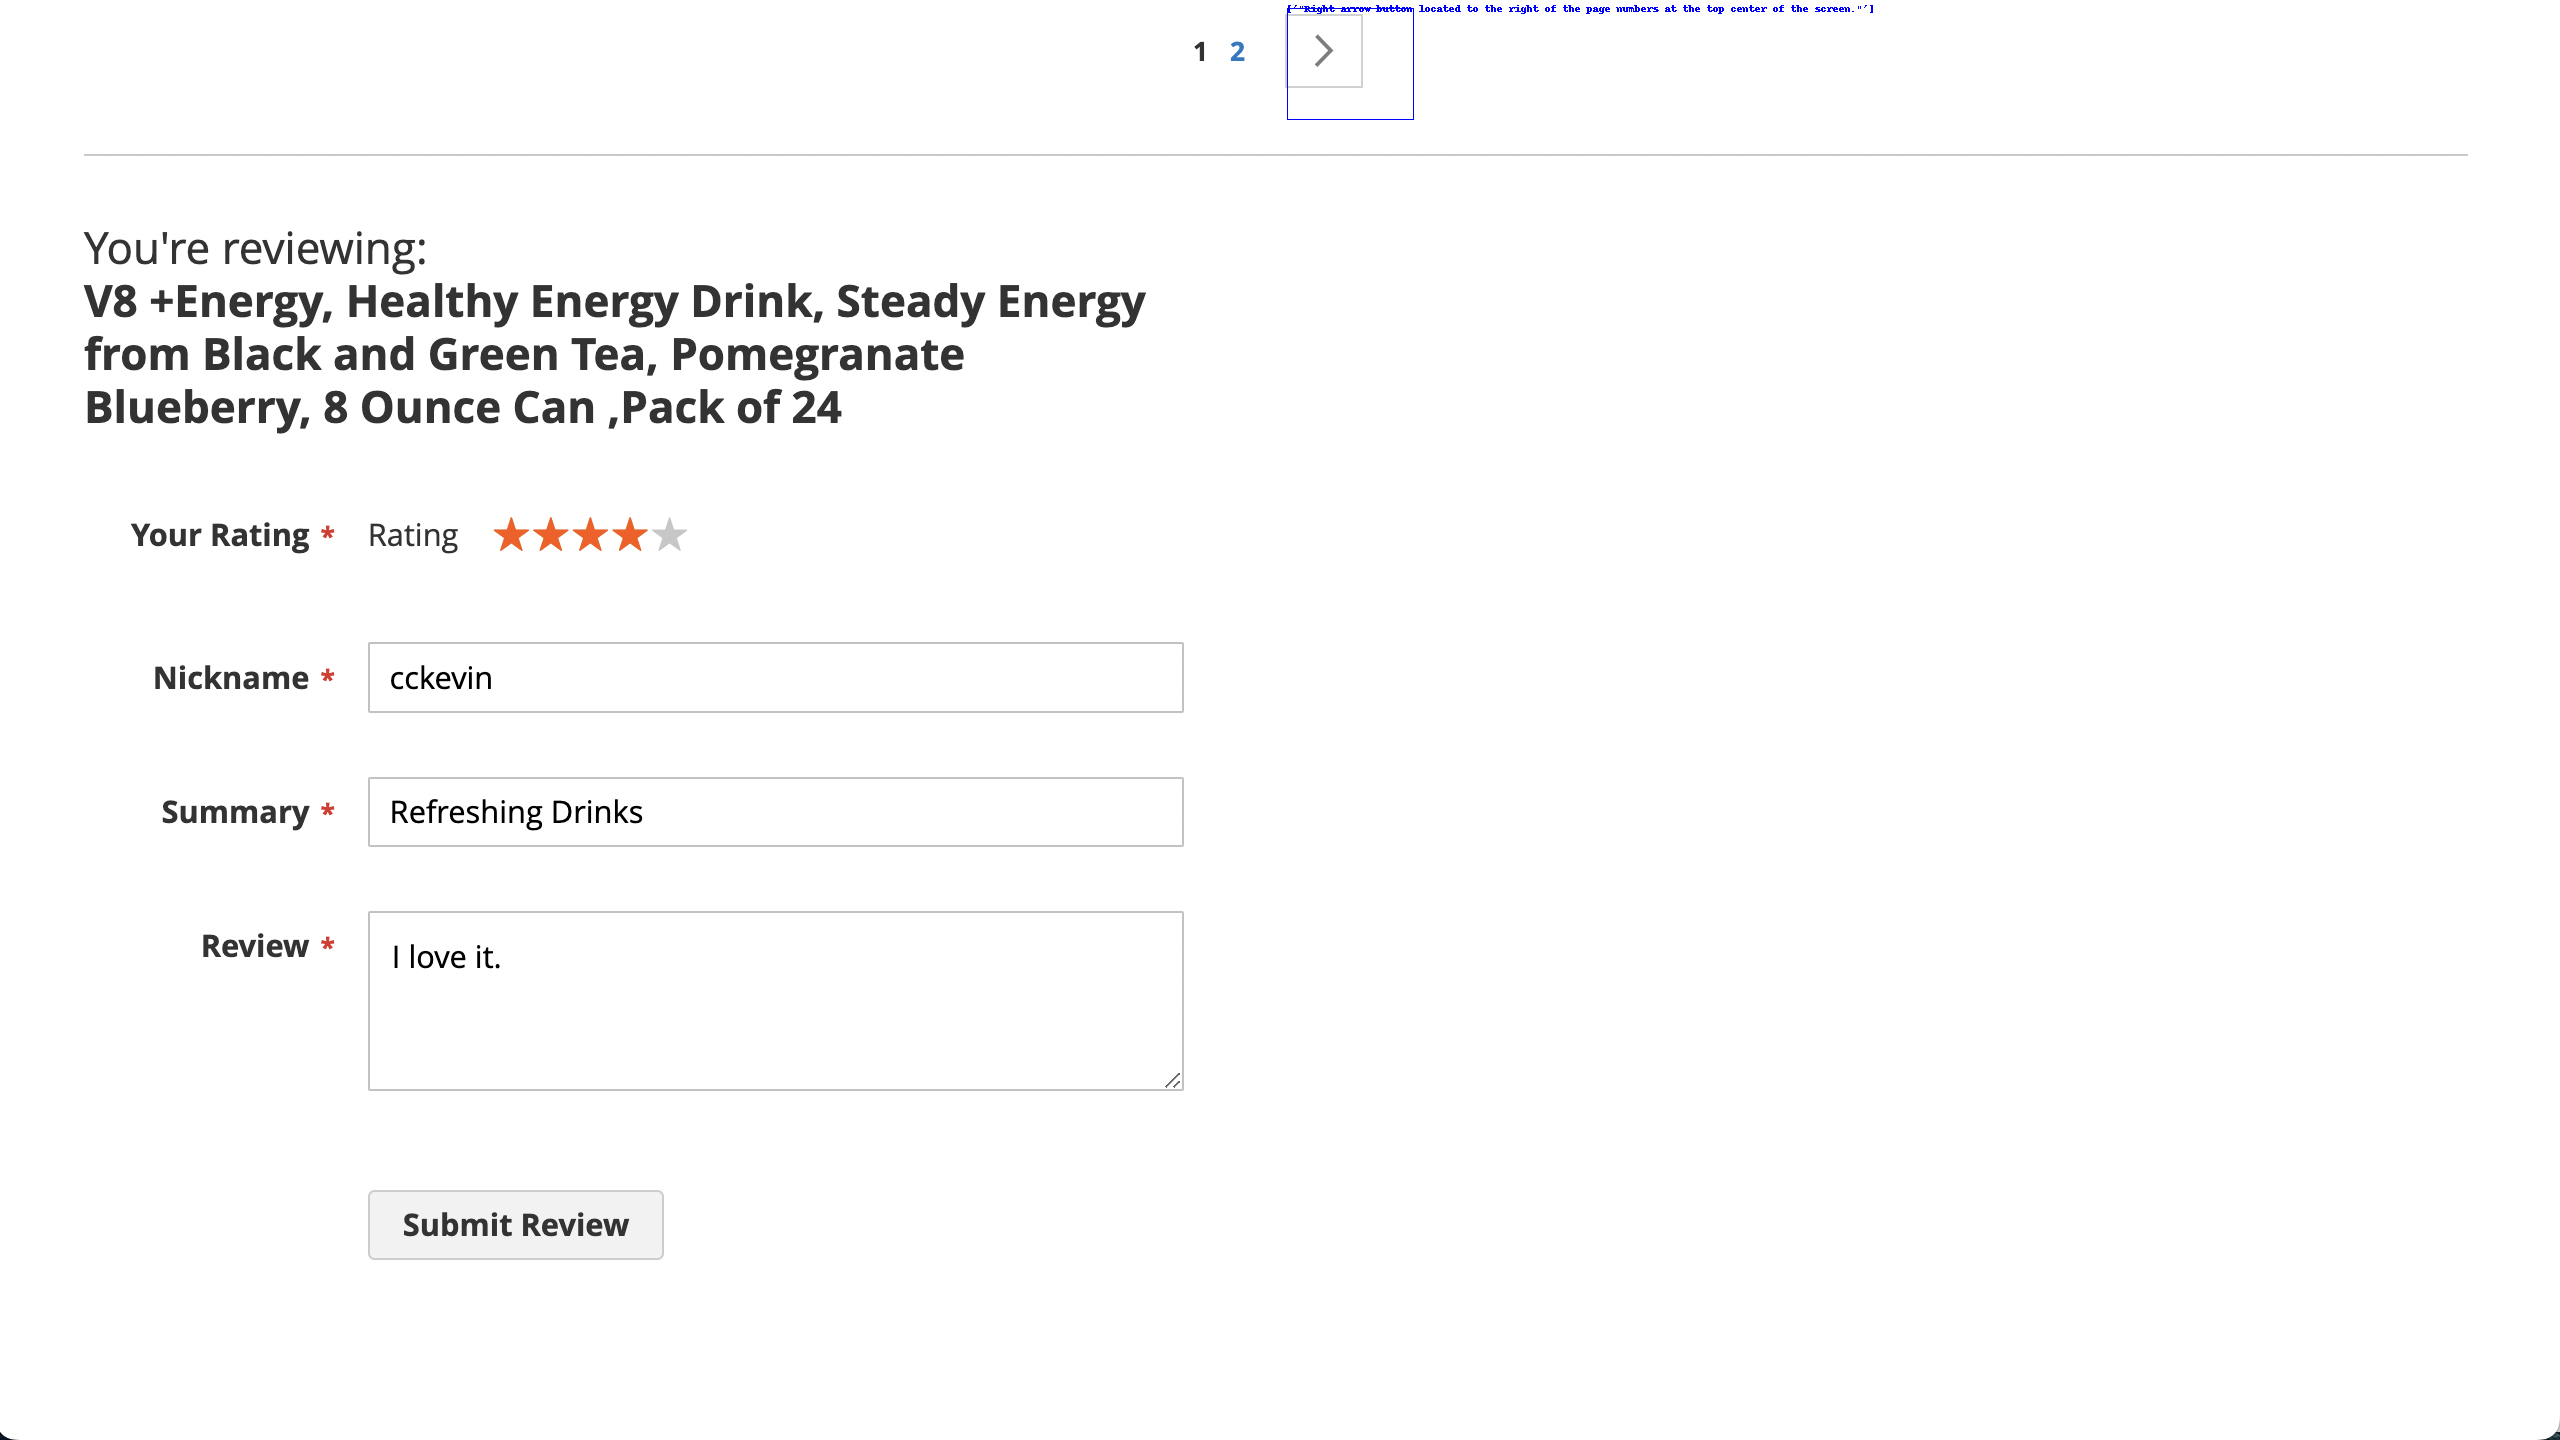 ['"Right arrow button located to the right of the page numbers at the top center of the screen."']
1 2
You're reviewing:
V8 +Energy, Healthy Energy Drink, Steady Energy
from Black and Green Tea, Pomegranate
Blueberry, 8 Ounce Can ,Pack of 24
Your Rating * Rating
Nickname * cckevin
Summary * Refreshing Drinks
Review * I love it.
Submit Review